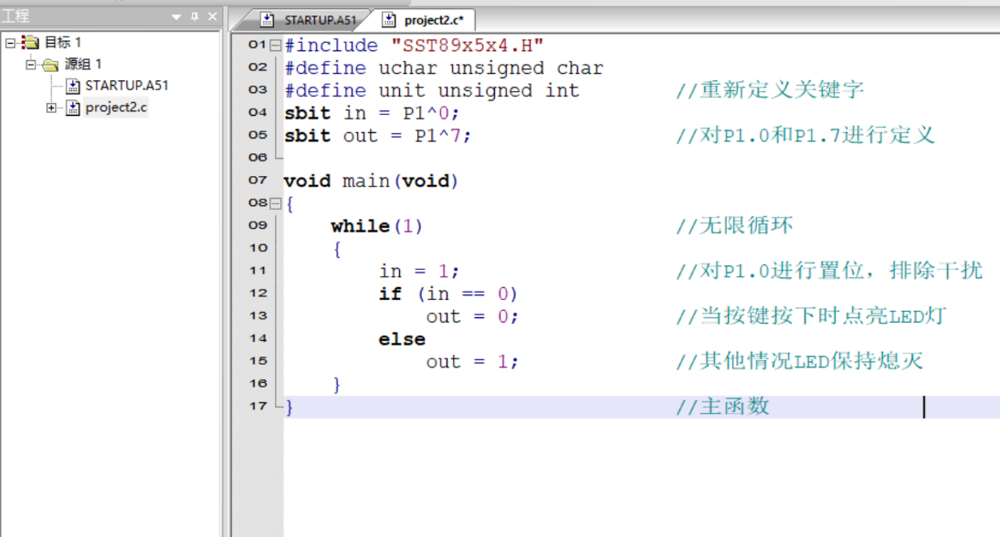 工程
目标 1
源组 1
STARTUP.A51
project2.c
STARTUP.A51 project2.c*
01 #include "SST89x5x4.H"
02 #define uchar unsigned char
03 #define unit unsigned int //重新定义关键字
04 sbit in = P1^0;
05 sbit out = P1^7; //对P1.0和P1.7进行定义
06
07 void main(void)
08 {
09 while(1) //无限循环
10 {
11 in = 1; //对P1.0进行置位，排除干扰
12 if (in == 0)
13 out = 0; //当按键按下时点亮LED灯
14 else
15 out = 1; //其他情况LED保持熄灭
16 }
17 } //主函数